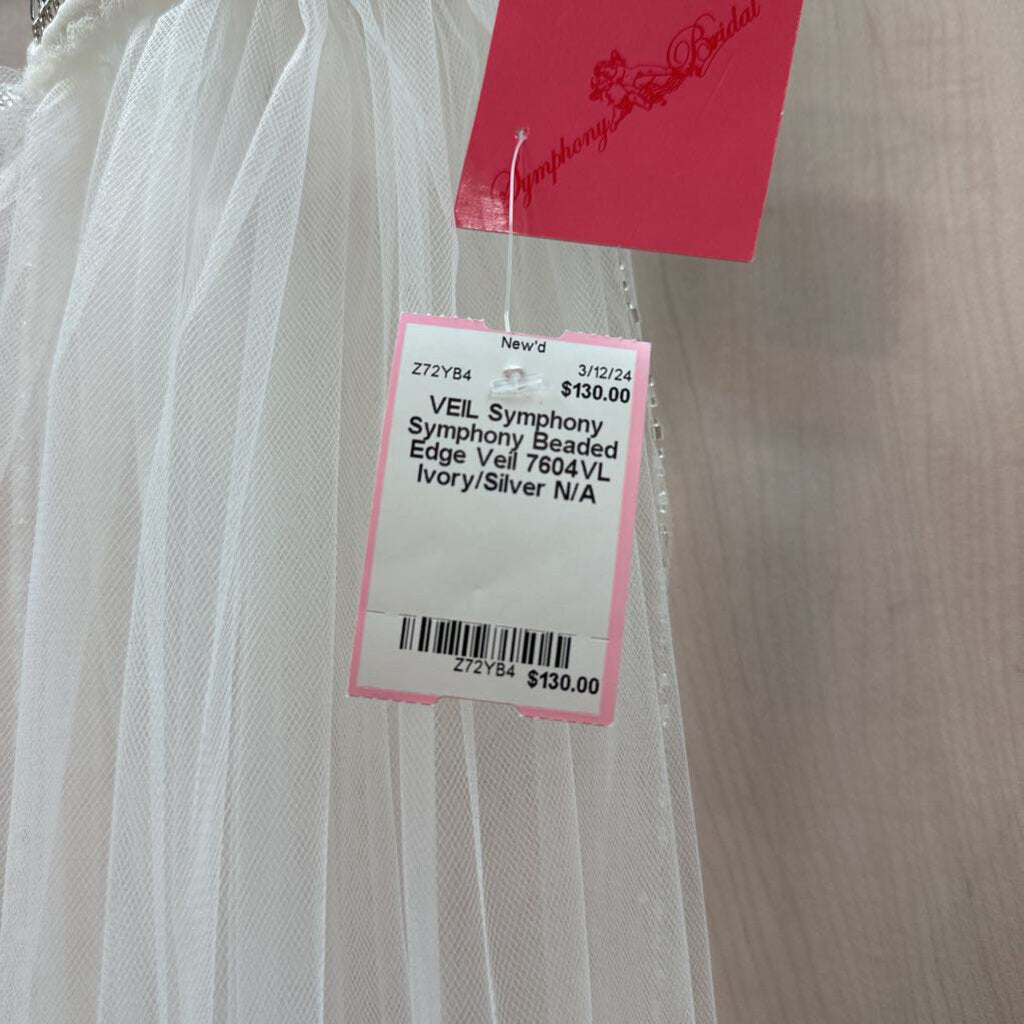 Symphony Bridal
New'd
Z72YB4 3/12/24
$130.00
VEIL Symphony
Symphony Beaded
Edge Veil 7604VL
Ivory/Silver N/A
Z72YB4 $130.00